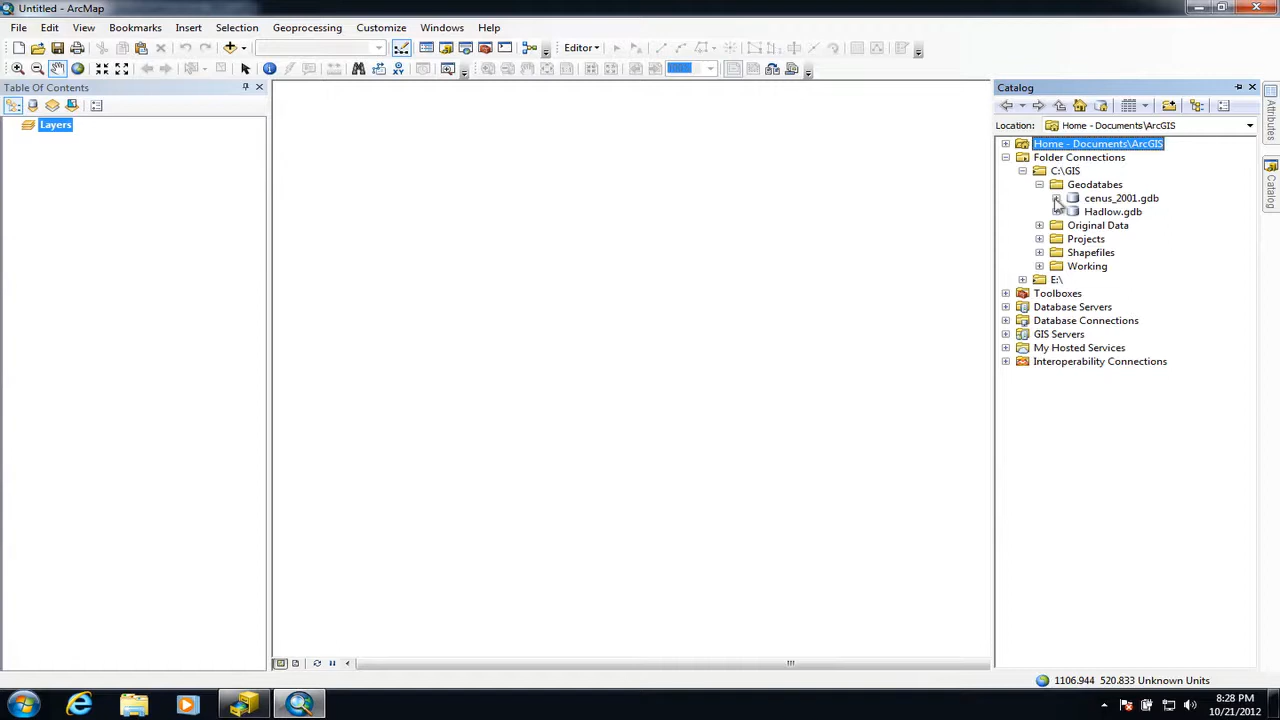 Untitled - ArcMap
File Edit View Bookmarks Insert Selection Geoprocessing Customize Windows Help
Editor
Table Of Contents
Layers
Catalog
Location: Home - Documents\ArcGIS
Home - Documents\ArcGIS
Folder Connections
C:\GIS
Geodatabes
cenus_2001.gdb
Hadlow.gdb
Original Data
Projects
Shapefiles
Working
E:\
Toolboxes
Database Servers
Database Connections
GIS Servers
My Hosted Services
Interoperability Connections
Attributes
Catalog
1106.944 520.833 Unknown Units
8:28 PM
10/21/2012